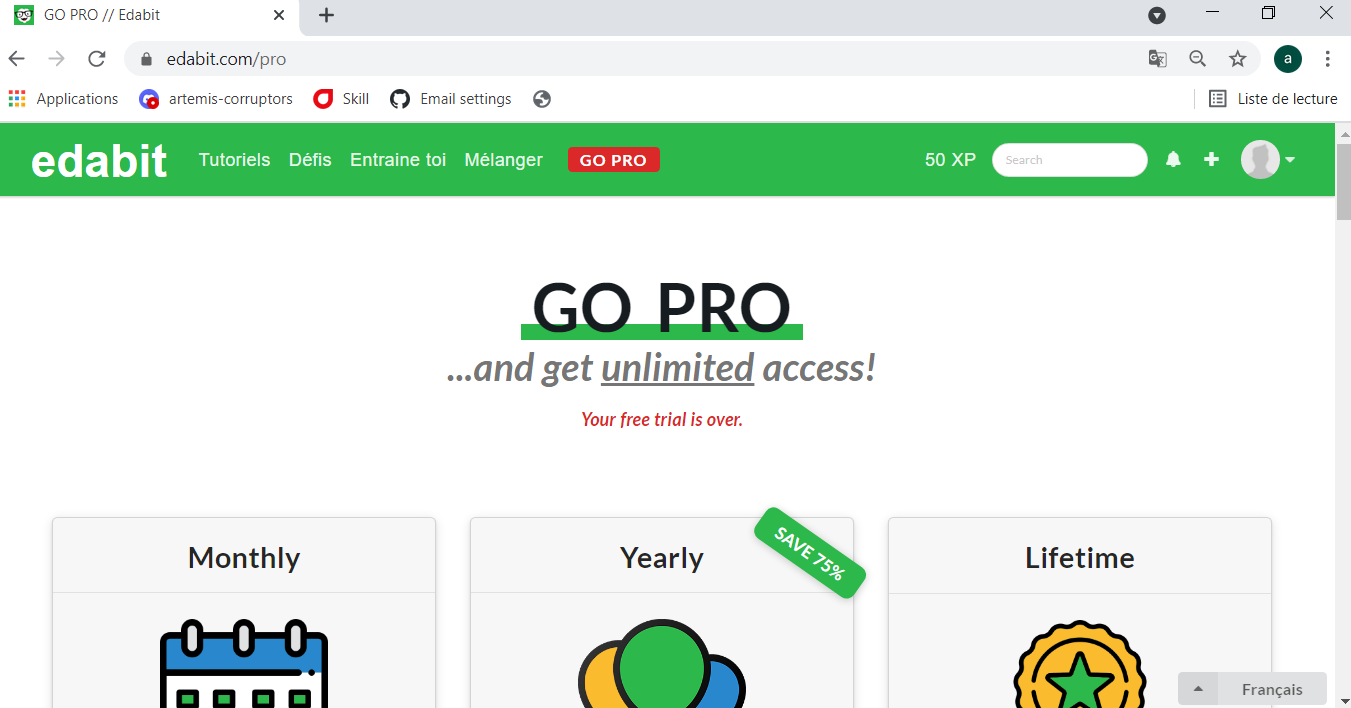 GO PRO // Edabit
edabit.com/pro
a
Applications
artemis-corruptors
Skill
Email settings
Liste de lecture
edabit
Tutoriels
Défis
Entraine toi
Mélanger
GO PRO
50 XP
Search
GO PRO
...and get unlimited access!
Your free trial is over.
Monthly
Yearly
SAVE 75%
Lifetime
Français